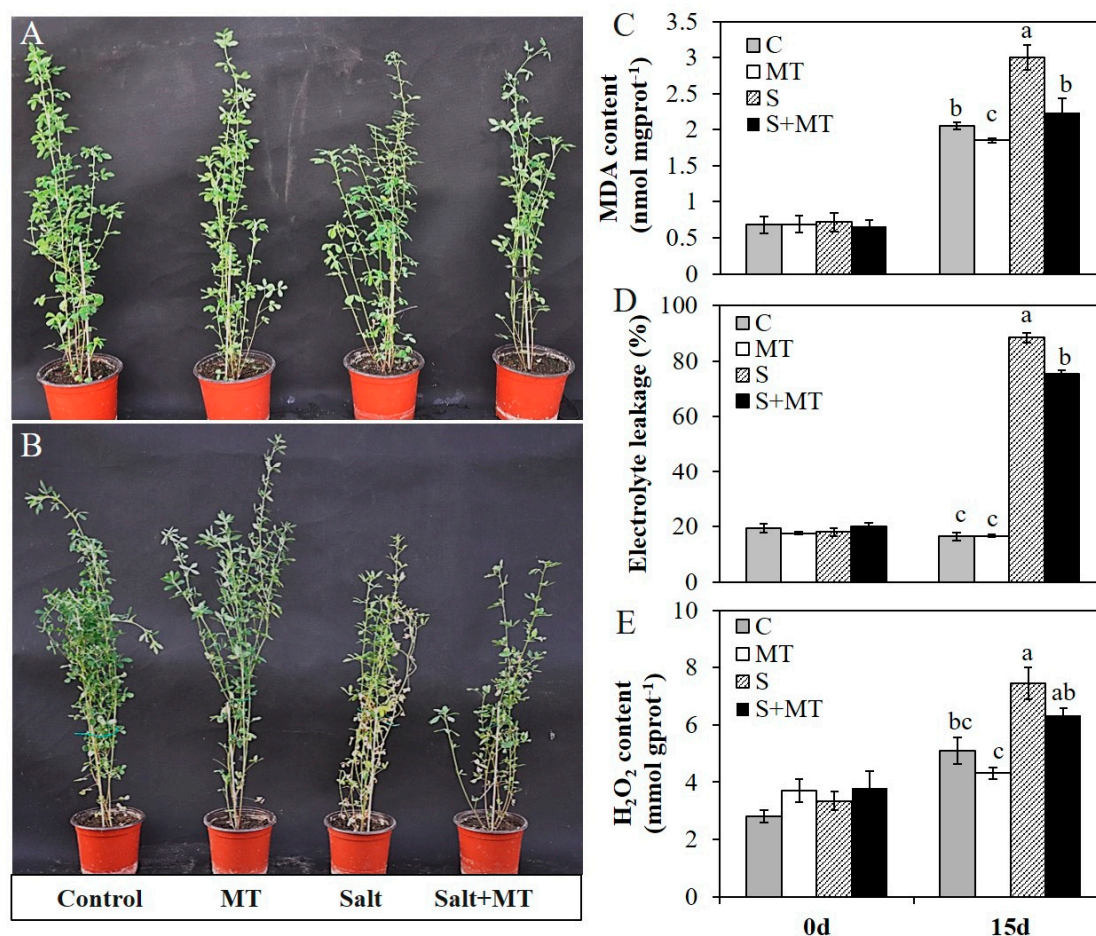 A
B
Control MT Salt Salt+MT
C
MDA content
(nmol mgprot⁻¹)
3.5
3
2.5
2
1.5
1
0.5
0
C
MT
S
S+MT
b
c
a
b
D
Electrolyte leakage (%)
100
80
60
40
20
0
C
MT
S
S+MT
c
c
a
b
E
H₂O₂ content
(mmol gprot⁻¹)
10
8
6
4
2
0
C
MT
S
S+MT
bc
c
a
ab
0d 15d